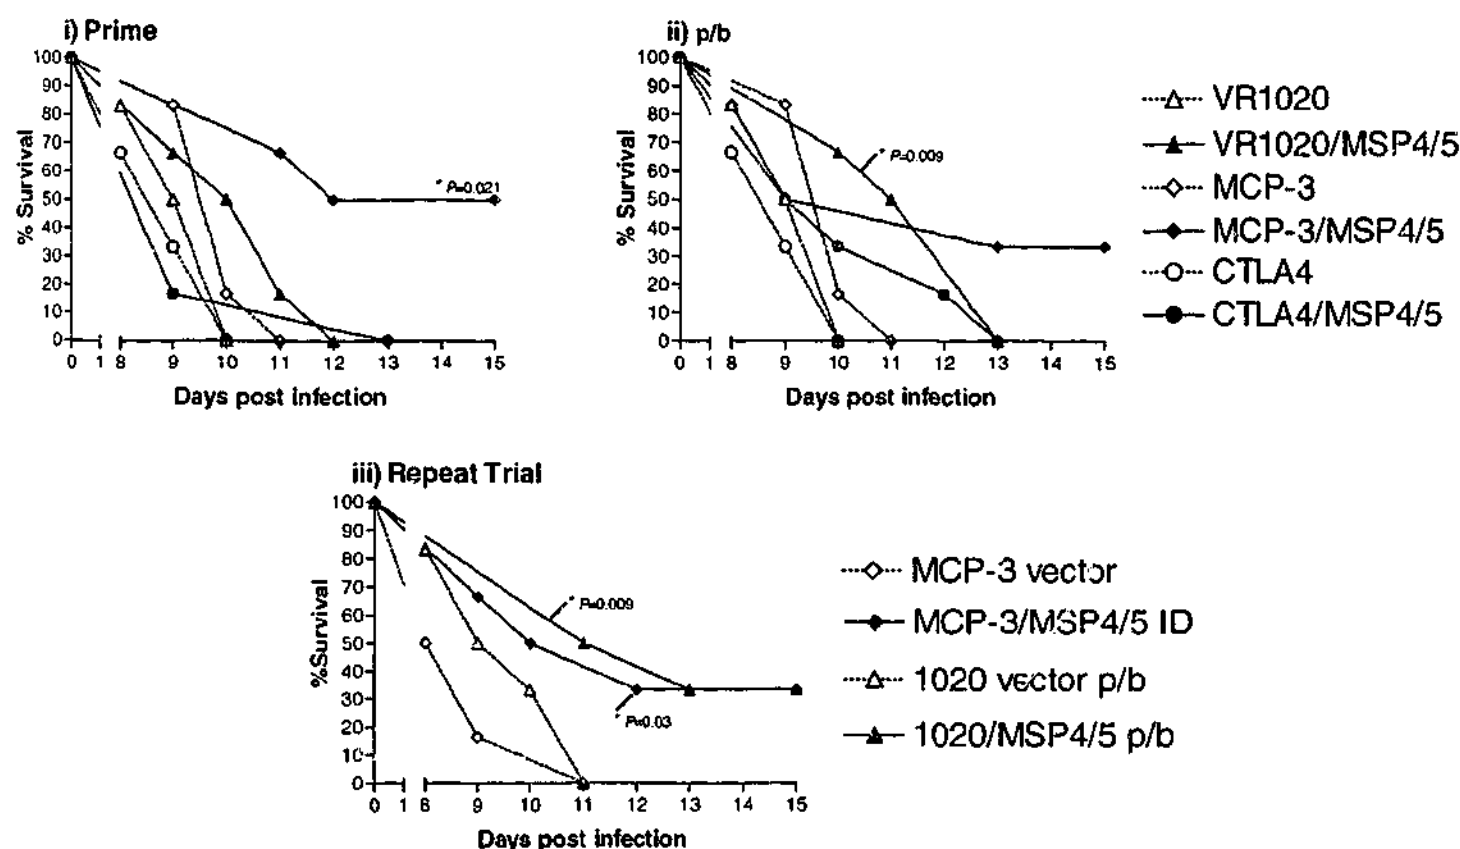 i) Prime
100
90
80
70
60
50
40
30
20
10
0
% Survival
* P=0.021
0 1 8 9 10 11 12 13 14 15
Days post infection
ii) p/b
100
90
80
70
60
50
40
30
20
10
0
% Survival
* P=0.009
0 1 8 9 10 11 12 13 14 15
Days post infection
VR1020
VR1020/MSP4/5
MCP-3
MCP-3/MSP4/5
CTLA4
CTLA4/MSP4/5
iii) Repeat Trial
100
90
80
70
60
50
40
30
20
10
0
%Survival
* P=0.009
* P=0.03
0 1 8 9 10 11 12 13 14 15
Days post infection
MCP-3 vector
MCP-3/MSP4/5 ID
1020 vector p/b
1020/MSP4/5 p/b